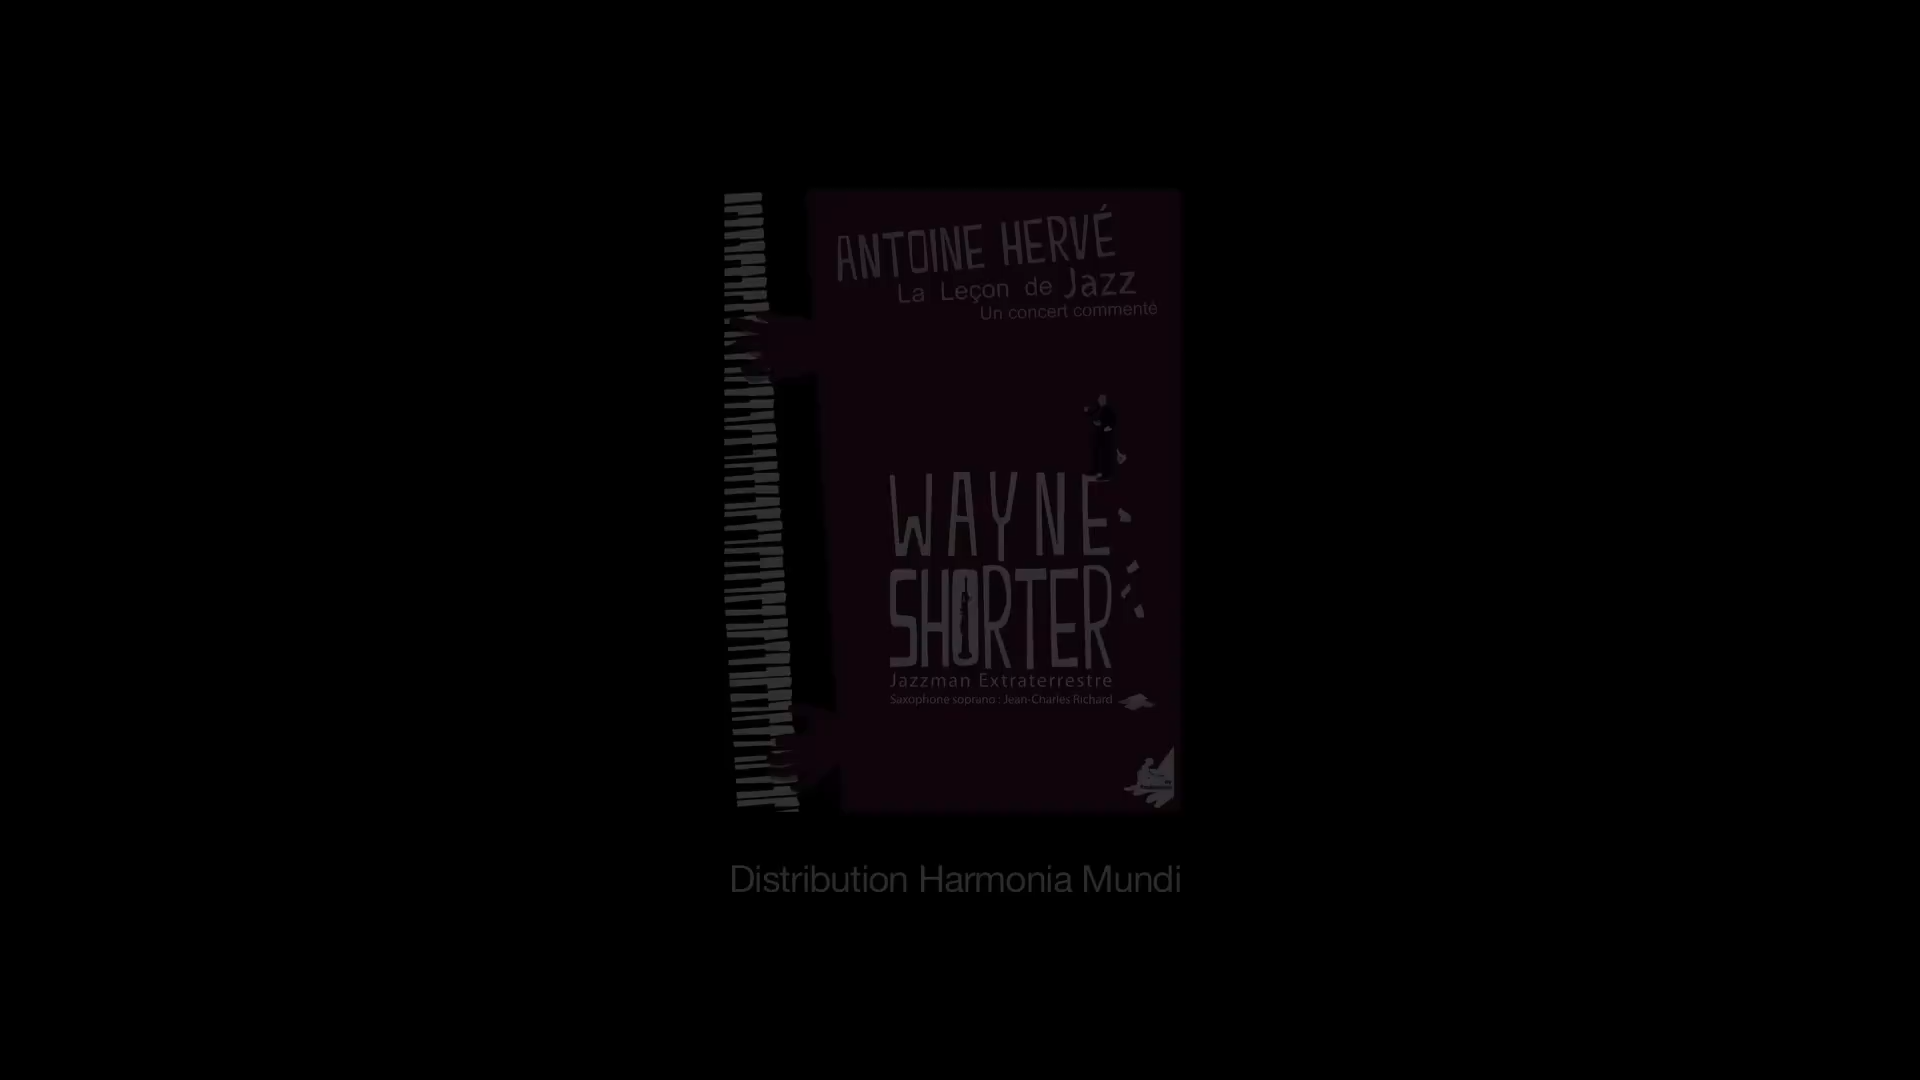 ANTOINE HERVÉ
La Leçon de Jazz
Un concert commenté
WAYNE
SHORTER
Jazzman Extraterrestre
Saxophone soprano : Jean-Charles Richard
Distribution Harmonia Mundi